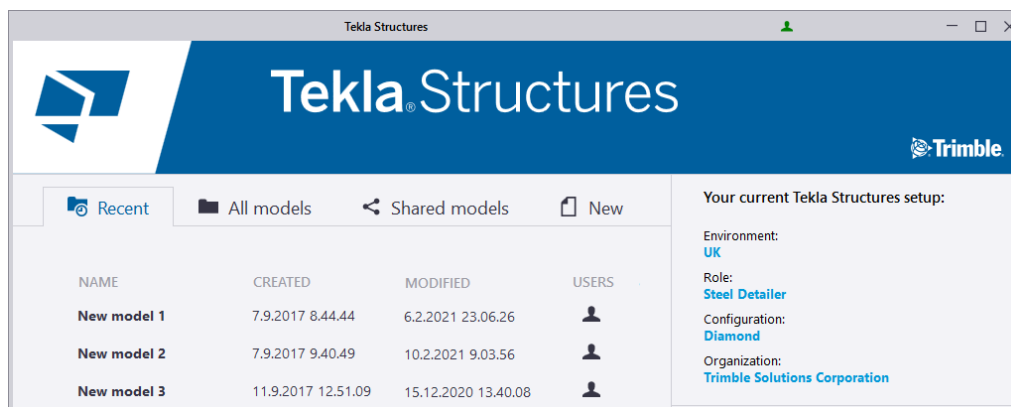 Tekla Structures
Tekla® Structures
Trimble.
Recent
All models
Shared models
New
NAME CREATED MODIFIED USERS
New model 1 7.9.2017 8.44.44 6.2.2021 23.06.26
New model 2 7.9.2017 9.40.49 10.2.2021 9.03.56
New model 3 11.9.2017 12.51.09 15.12.2020 13.40.08
Your current Tekla Structures setup:
Environment:
UK
Role:
Steel Detailer
Configuration:
Diamond
Organization:
Trimble Solutions Corporation